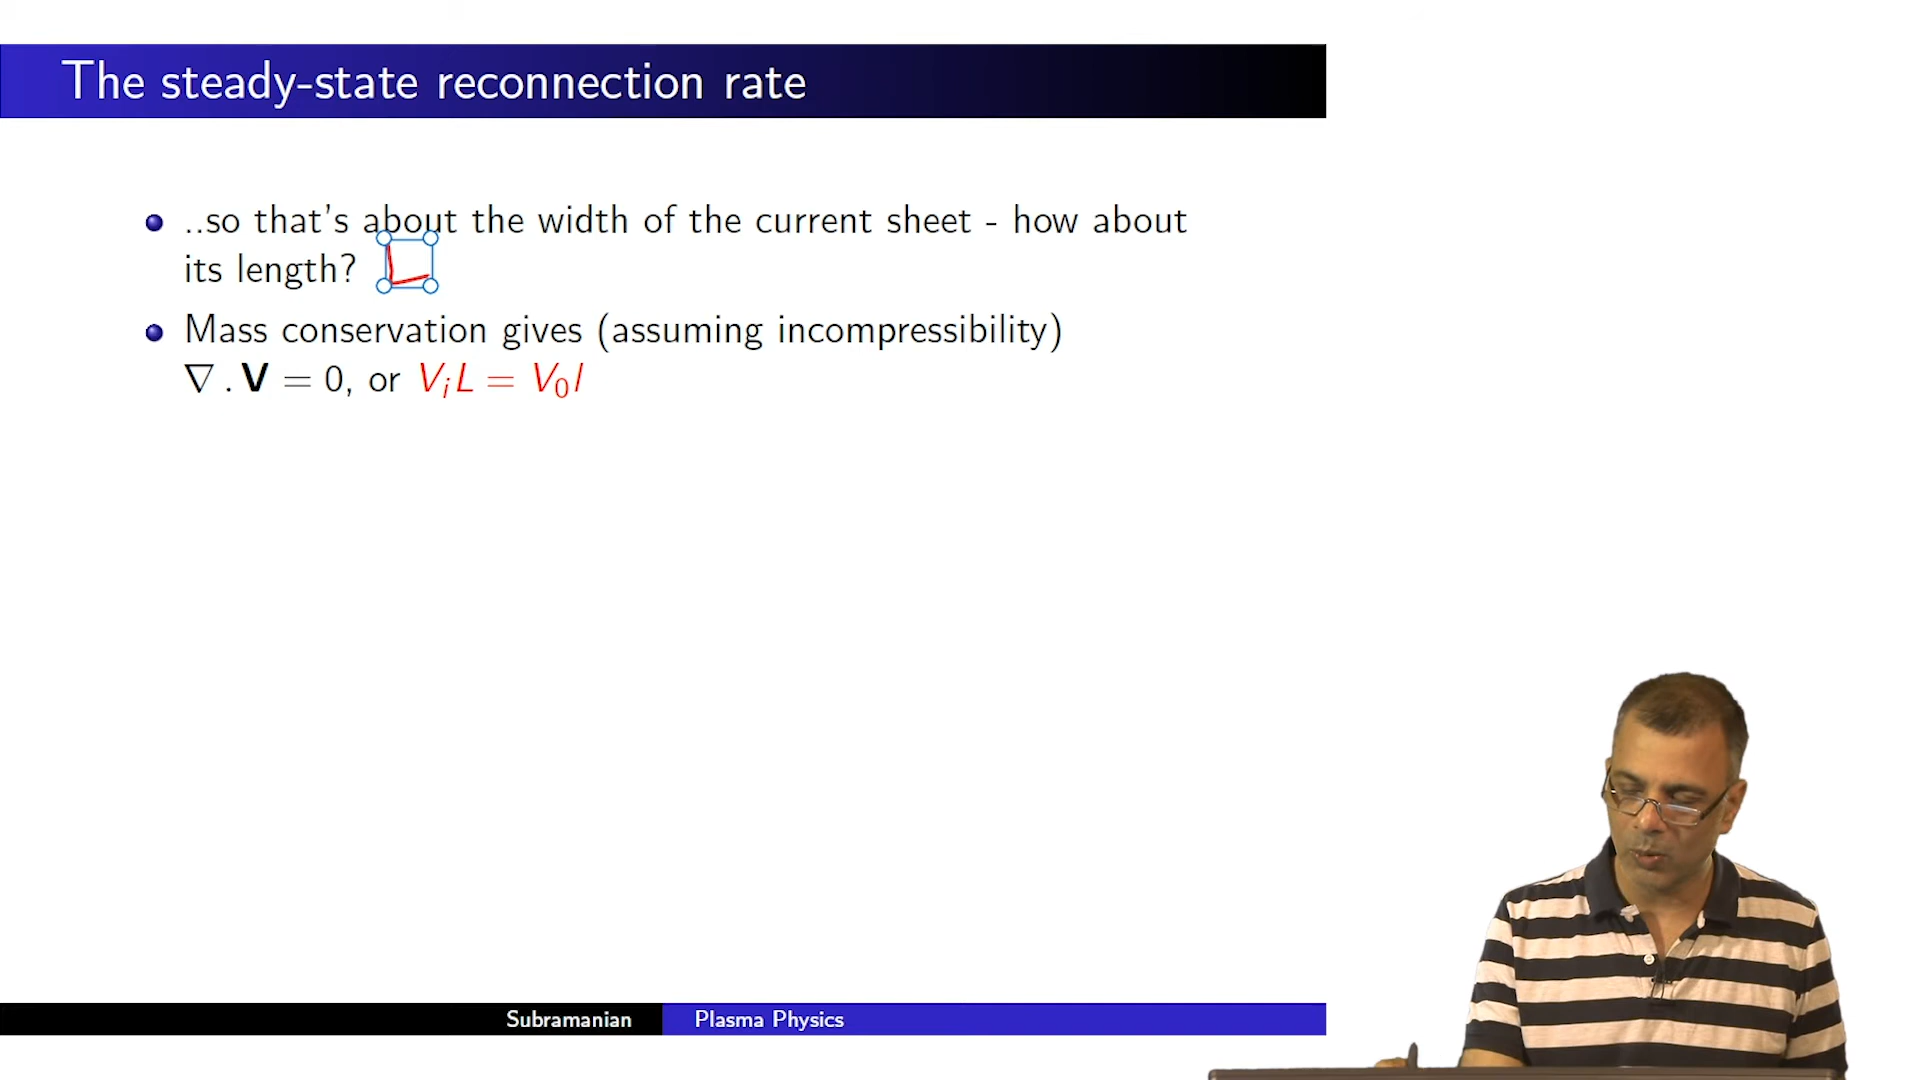 The steady-state reconnection rate
..so that's about the width of the current sheet - how about
its length? L
Mass conservation gives (assuming incompressibility)
∇ . V = 0, or V_i L = V_0 l
Subramanian Plasma Physics